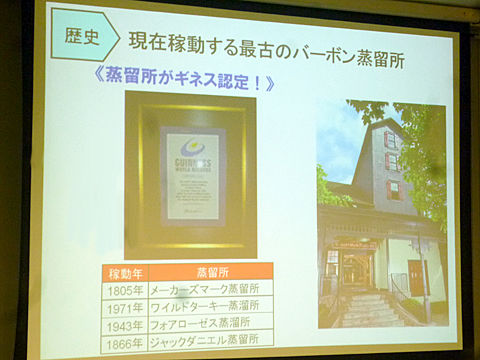 歴史
現在稼動する最古のバーボン蒸留所
《蒸留所がギネス認定！》
GUINNESS
WORLD RECORDS
稼動年 蒸留所
1805年 メーカーズマーク蒸留所
1971年 ワイルドターキー蒸溜所
1943年 フォアローゼス蒸溜所
1866年 ジャックダニエル蒸留所